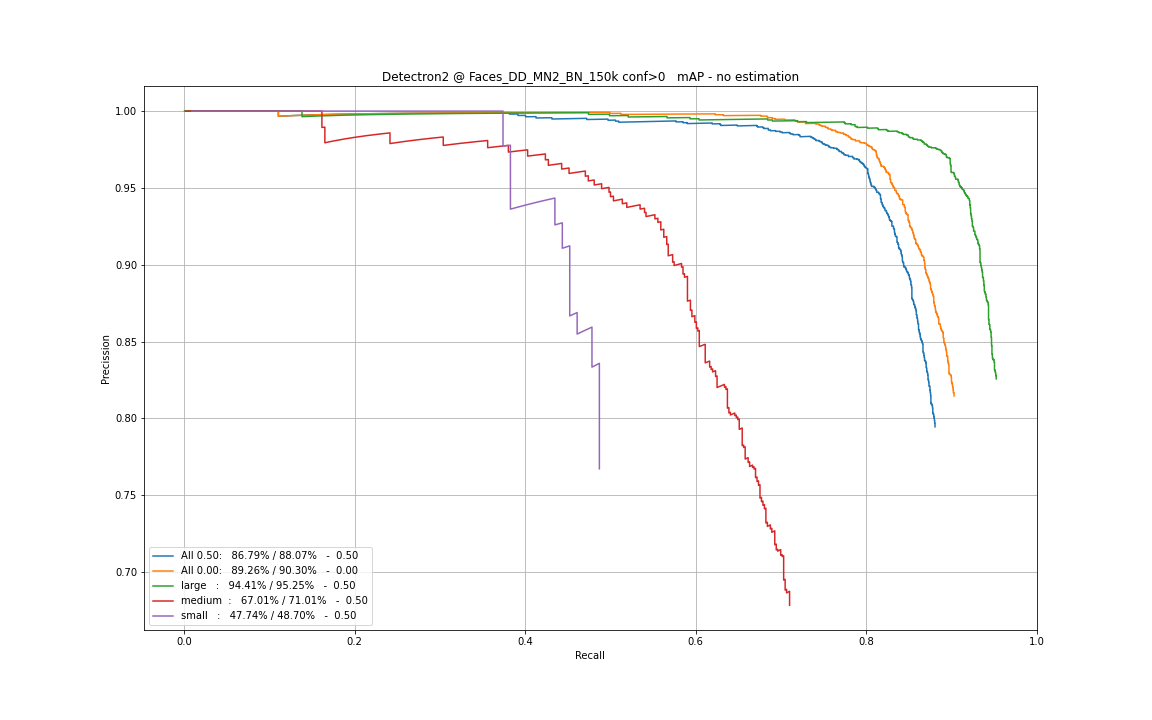 Detectron2 @ Faces_DD_MN2_BN_150k conf>0   mAP - no estimation
1.00
0.95
0.90
0.85
0.80
0.75
0.70
Precission
All 0.50:   86.79% / 88.07%   -  0.50
All 0.00:   89.26% / 90.30%   -  0.00
large   :   94.41% / 95.25%   -  0.50
medium  :   67.01% / 71.01%   -  0.50
small   :   47.74% / 48.70%   -  0.50
0.0 0.2 0.4 0.6 0.8 1.0
Recall